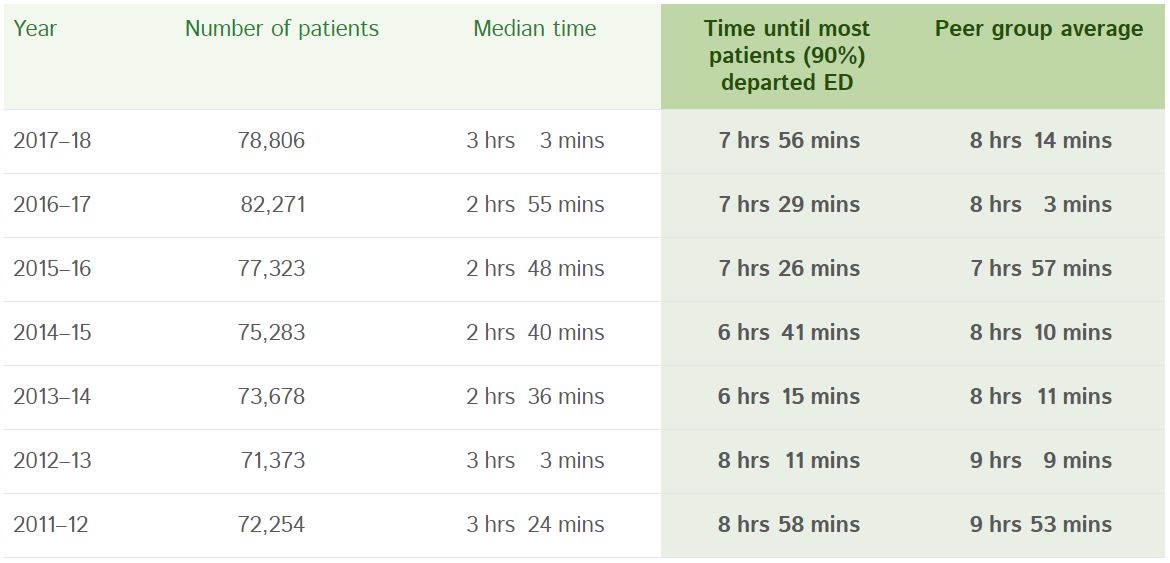 Year Number of patients Median time Time until most patients (90%) departed ED Peer group average
2017–18 78,806 3 hrs 3 mins 7 hrs 56 mins 8 hrs 14 mins
2016–17 82,271 2 hrs 55 mins 7 hrs 29 mins 8 hrs 3 mins
2015–16 77,323 2 hrs 48 mins 7 hrs 26 mins 7 hrs 57 mins
2014–15 75,283 2 hrs 40 mins 6 hrs 41 mins 8 hrs 10 mins
2013–14 73,678 2 hrs 36 mins 6 hrs 15 mins 8 hrs 11 mins
2012–13 71,373 3 hrs 3 mins 8 hrs 11 mins 9 hrs 9 mins
2011–12 72,254 3 hrs 24 mins 8 hrs 58 mins 9 hrs 53 mins